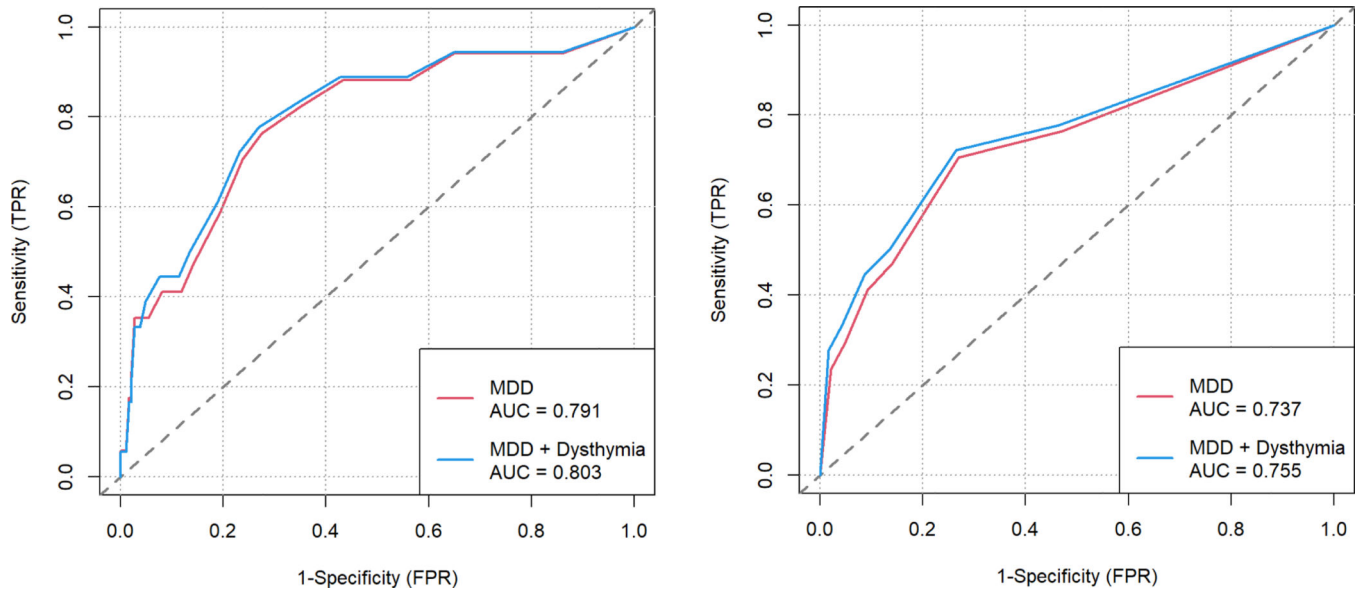 Sensitivity (TPR)
1.0
0.8
0.6
0.4
0.2
0.0
MDD
AUC = 0.791
MDD + Dysthymia
AUC = 0.803
0.0 0.2 0.4 0.6 0.8 1.0
1-Specificity (FPR)
Sensitivity (TPR)
1.0
0.8
0.6
0.4
0.2
0.0
MDD
AUC = 0.737
MDD + Dysthymia
AUC = 0.755
0.0 0.2 0.4 0.6 0.8 1.0
1-Specificity (FPR)